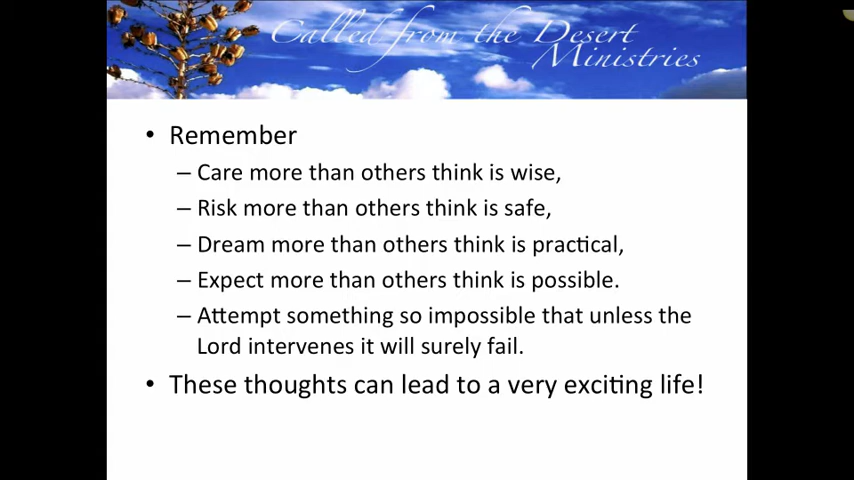 Called from the Desert
Ministries
• Remember
– Care more than others think is wise,
– Risk more than others think is safe,
– Dream more than others think is practical,
– Expect more than others think is possible.
– Attempt something so impossible that unless the
Lord intervenes it will surely fail.
• These thoughts can lead to a very exciting life!